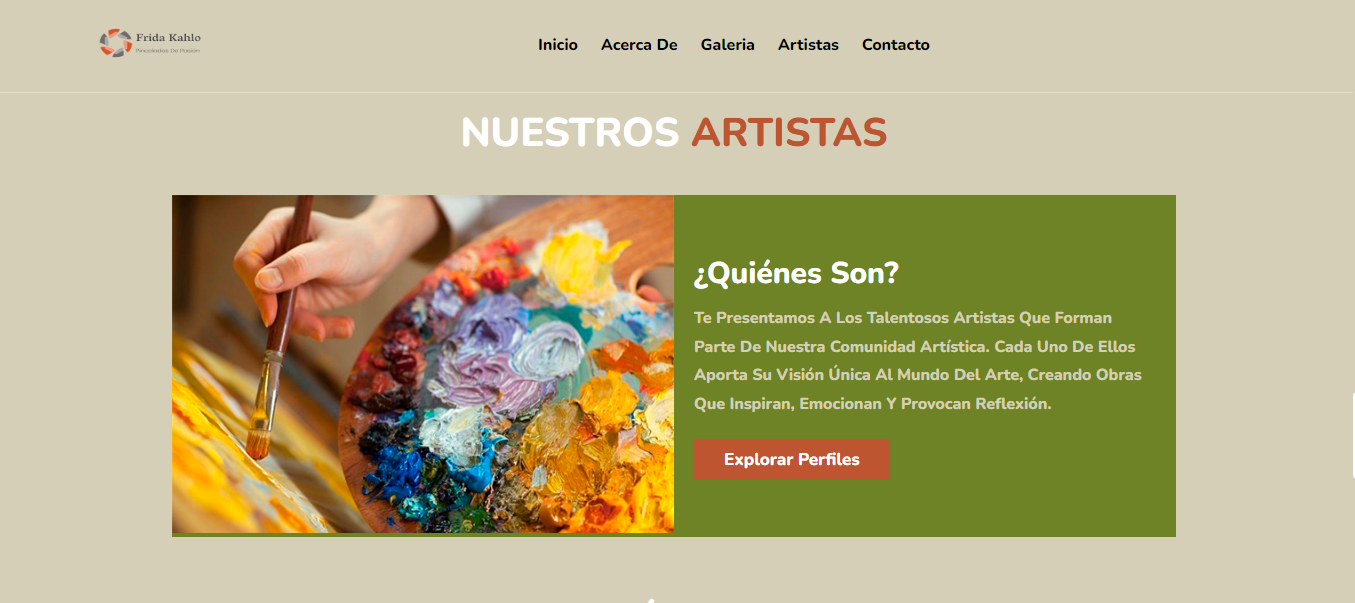 Frida Kahlo
Pinceladas De Pasión
Inicio Acerca De Galeria Artistas Contacto
NUESTROS ARTISTAS
¿Quiénes Son?
Te Presentamos A Los Talentosos Artistas Que Forman
Parte De Nuestra Comunidad Artística. Cada Uno De Ellos
Aporta Su Visión Única Al Mundo Del Arte, Creando Obras
Que Inspiran, Emocionan Y Provocan Reflexión.
Explorar Perfiles